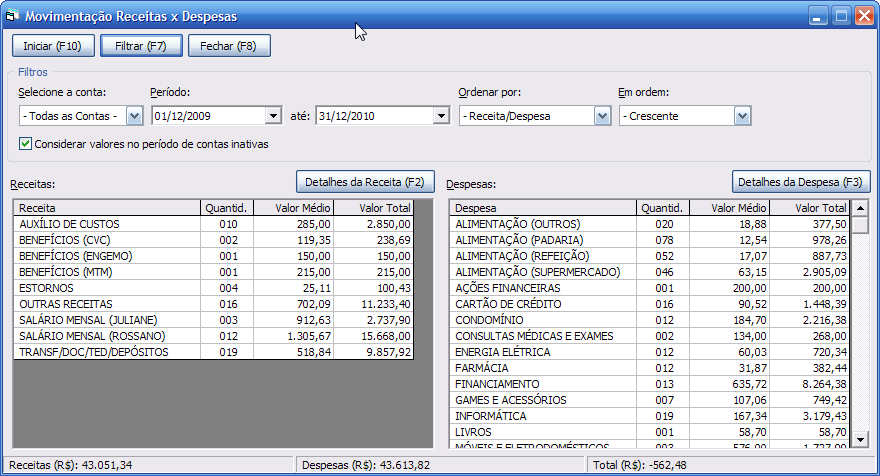 Movimentação Receitas x Despesas
Iniciar (F10) Filtrar (F7) Fechar (F8)
Filtros
Selecione a conta: Período: Ordenar por: Em ordem:
- Todas as Contas - 01/12/2009 até: 31/12/2010 - Receita/Despesa - Crescente
Considerar valores no período de contas inativas
Receitas: Detalhes da Receita (F2)
Receita Quantid. Valor Médio Valor Total
AUXÍLIO DE CUSTOS 010 285,00 2.850,00
BENEFÍCIOS (CVC) 002 119,35 238,69
BENEFÍCIOS (ENGEMO) 001 150,00 150,00
BENEFÍCIOS (MTM) 001 215,00 215,00
ESTORNOS 004 25,11 100,43
OUTRAS RECEITAS 016 702,09 11.233,40
SALÁRIO MENSAL (JULIANE) 003 912,63 2.737,90
SALÁRIO MENSAL (ROSSANO) 012 1.305,67 15.668,00
TRANSF/DOC/TED/DEPÓSITOS 019 518,84 9.857,92
Despesas: Detalhes da Despesa (F3)
Despesa Quantid. Valor Médio Valor Total
ALIMENTAÇÃO (OUTROS) 020 18,88 377,50
ALIMENTAÇÃO (PADARIA) 078 12,54 978,26
ALIMENTAÇÃO (REFEIÇÃO) 052 17,07 887,73
ALIMENTAÇÃO (SUPERMERCADO) 046 63,15 2.905,09
AÇÕES FINANCEIRAS 001 200,00 200,00
CARTÃO DE CRÉDITO 016 90,52 1.448,39
CONDOMÍNIO 012 184,70 2.216,38
CONSULTAS MÉDICAS E EXAMES 002 134,00 268,00
ENERGIA ELÉTRICA 012 60,03 720,34
FARMÁCIA 012 31,87 382,44
FINANCIAMENTO 013 635,72 8.264,38
GAMES E ACESSÓRIOS 007 107,06 749,42
INFORMÁTICA 019 167,34 3.179,43
LIVROS 001 58,70 58,70
MÓVEIS E ELETRODOMÉSTICOS 003 576,00 1.727,00
Receitas (R$): 43.051,34 Despesas (R$): 43.613,82 Total (R$): -562,48